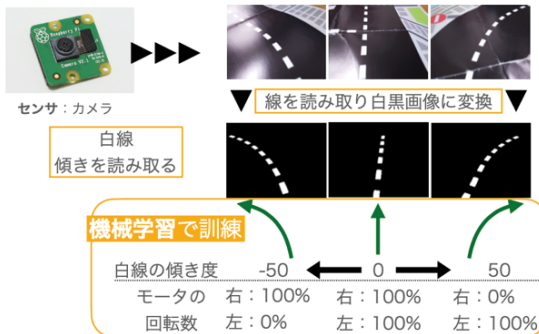 センサ：カメラ
線を読み取り白黒画像に変換
白線
傾きを読み取る
機械学習で訓練
白線の傾き度 -50 0 50
モータの 右：100% 右：100% 右：0%
回転数 左：0% 左：100% 左：100%